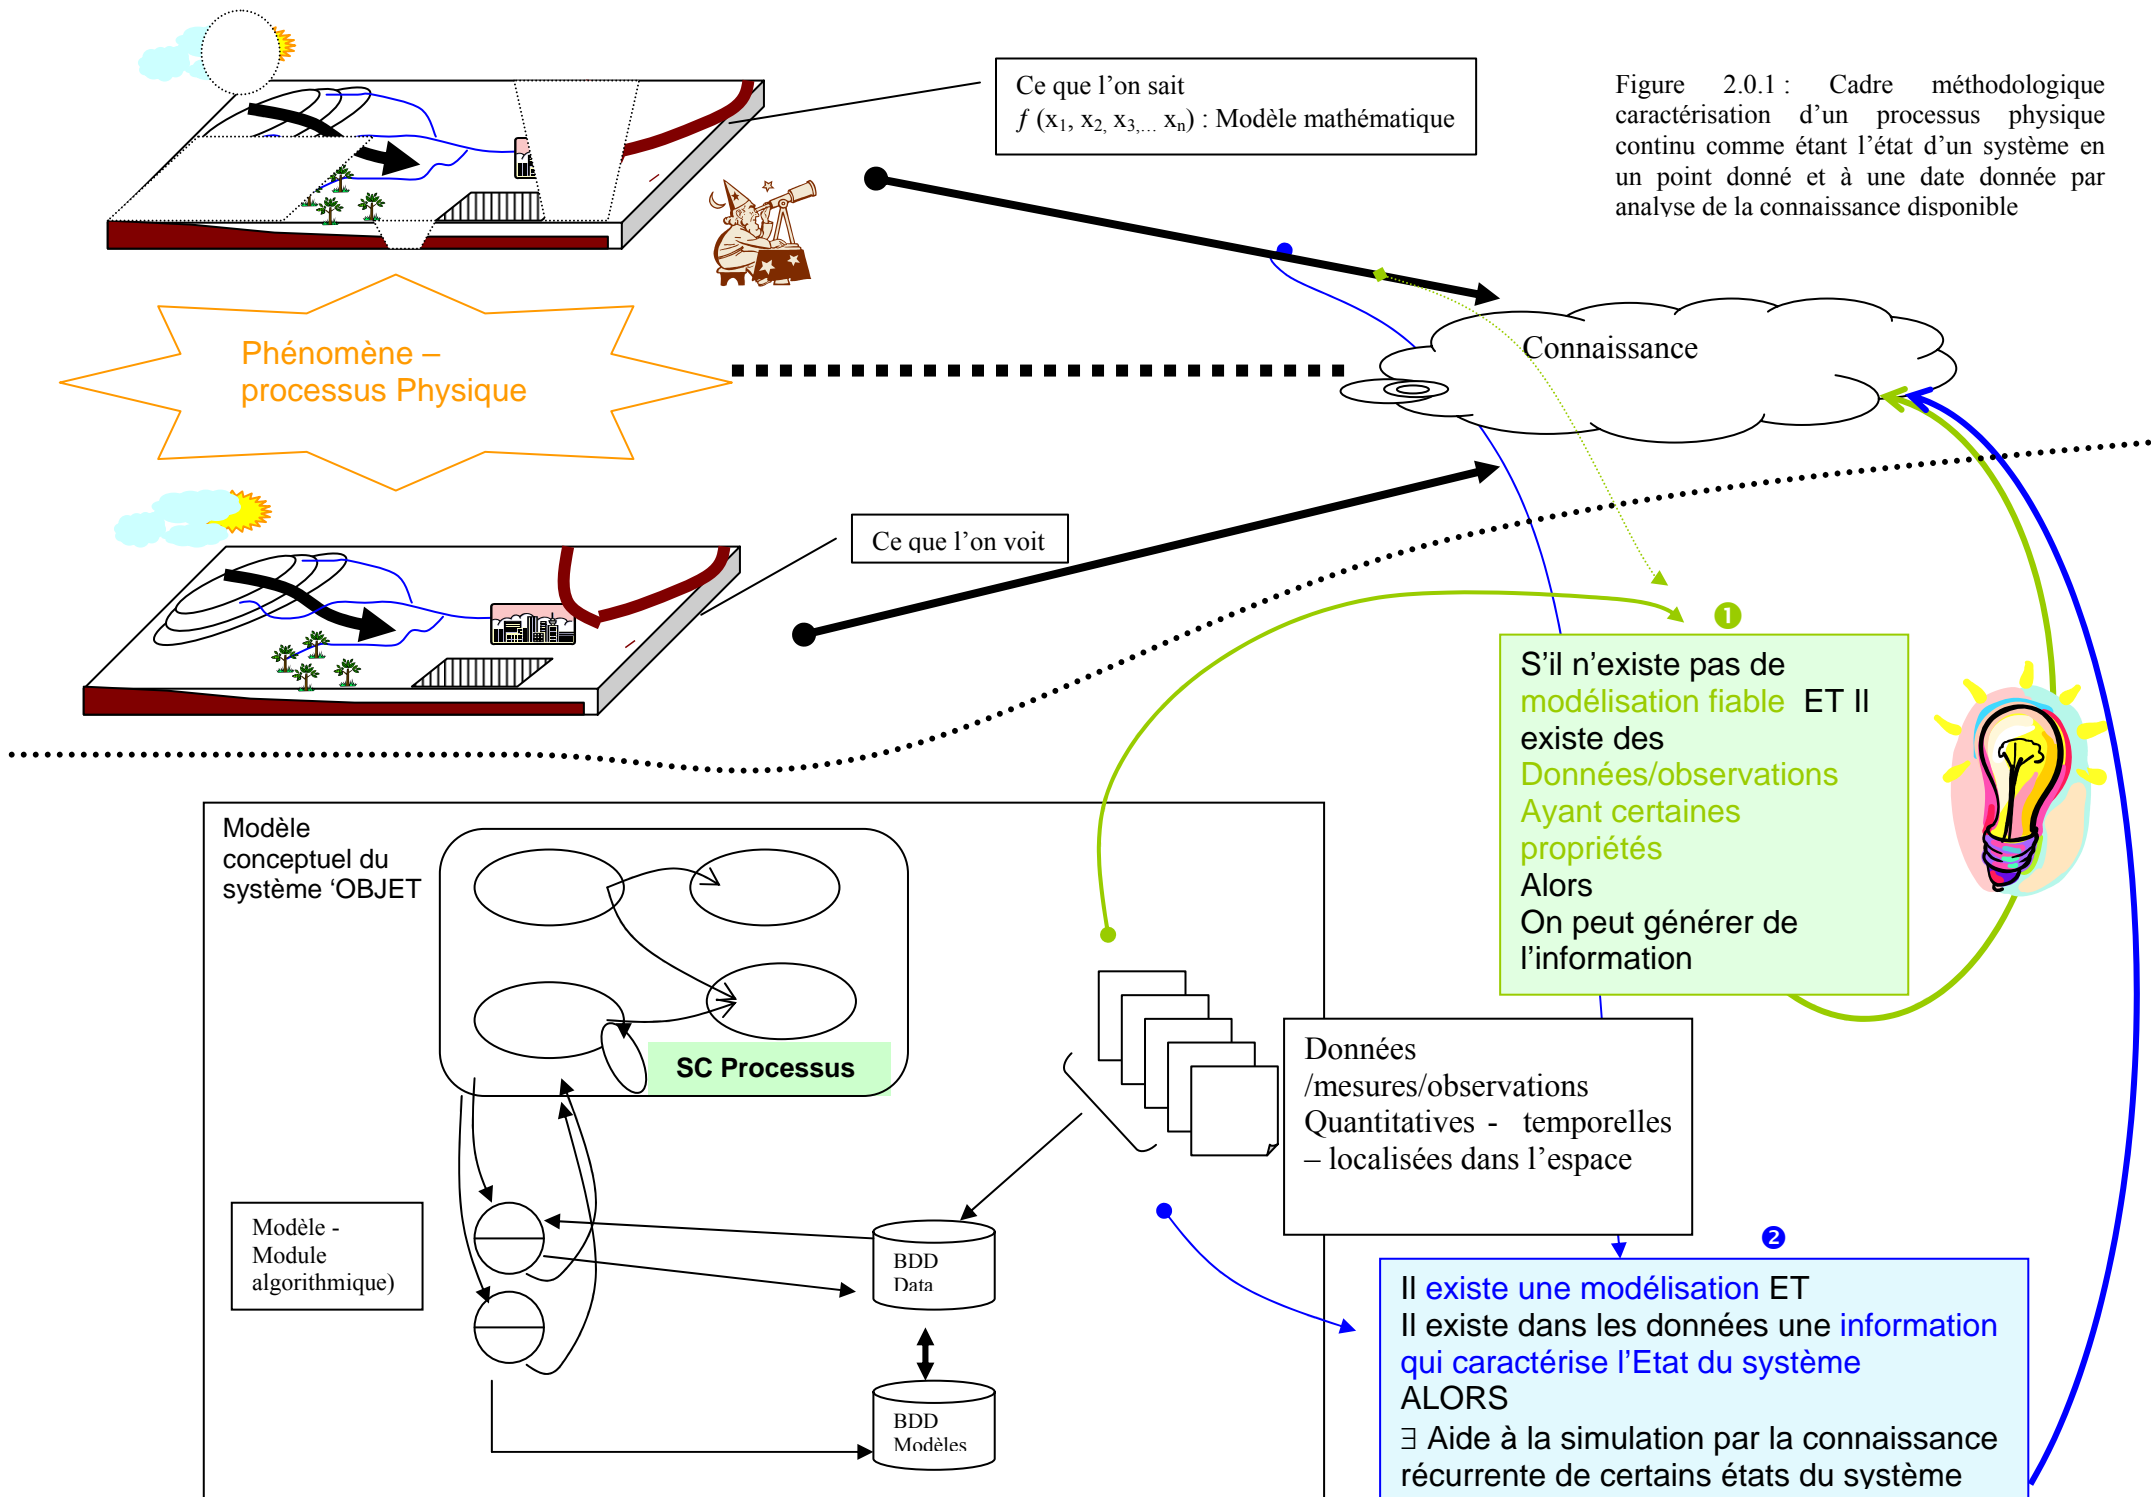 Ce que l'on sait
f (x₁, x₂, x₃,... xₙ) : Modèle mathématique
Figure 2.0.1 : Cadre méthodologique
caractérisation d'un processus physique
continu comme étant l'état d'un système en
un point donné et à une date donnée par
analyse de la connaissance disponible
Phénomène –
processus Physique
Connaissance
Ce que l'on voit
❶
S'il n'existe pas de
modélisation fiable ET Il
existe des
Données/observations
Ayant certaines
propriétés
Alors
On peut générer de
l'information
Modèle
conceptuel du
système ‘OBJET
SC Processus
Données
/mesures/observations
Quantitatives - temporelles
– localisées dans l'espace
Modèle -
Module
algorithmique)
BDD
Data
BDD
Modèles
❷
Il existe une modélisation ET
Il existe dans les données une information
qui caractérise l'Etat du système
ALORS
∃ Aide à la simulation par la connaissance
récurrente de certains états du système